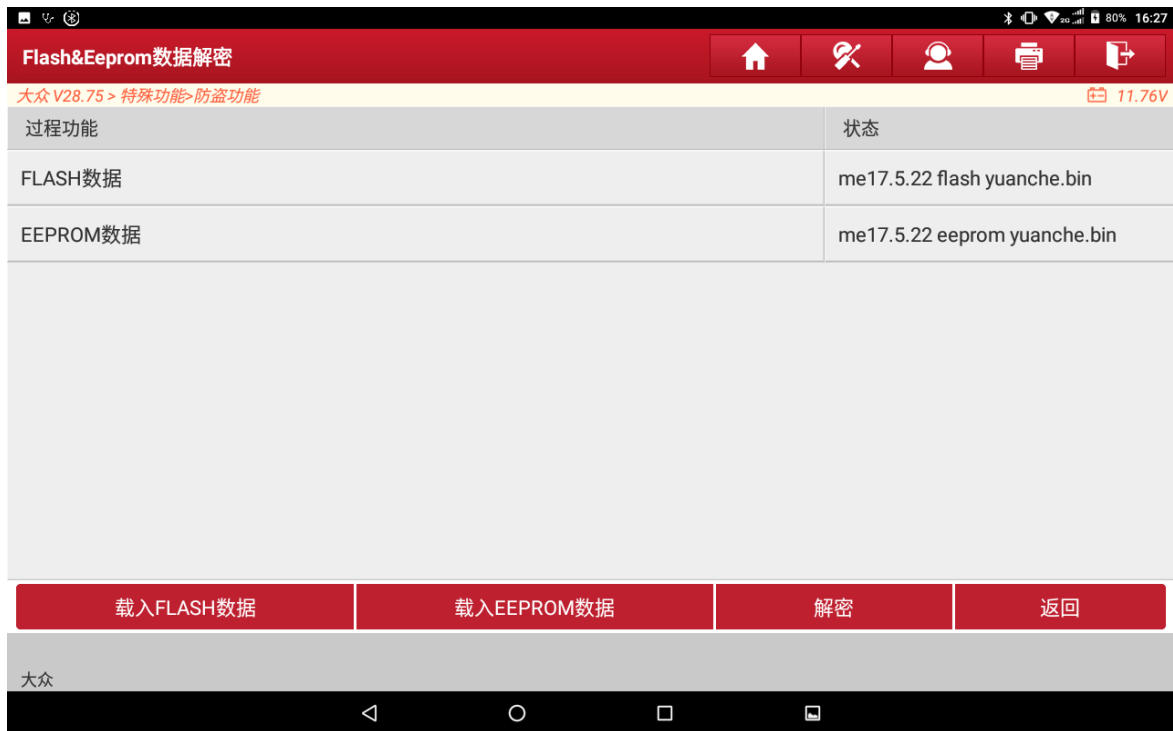 2G 80% 16:27
Flash&Eeprom数据解密
大众 V28.75 > 特殊功能>防盗功能 11.76V
过程功能 状态
FLASH数据 me17.5.22 flash yuanche.bin
EEPROM数据 me17.5.22 eeprom yuanche.bin
载入FLASH数据 载入EEPROM数据 解密 返回
大众